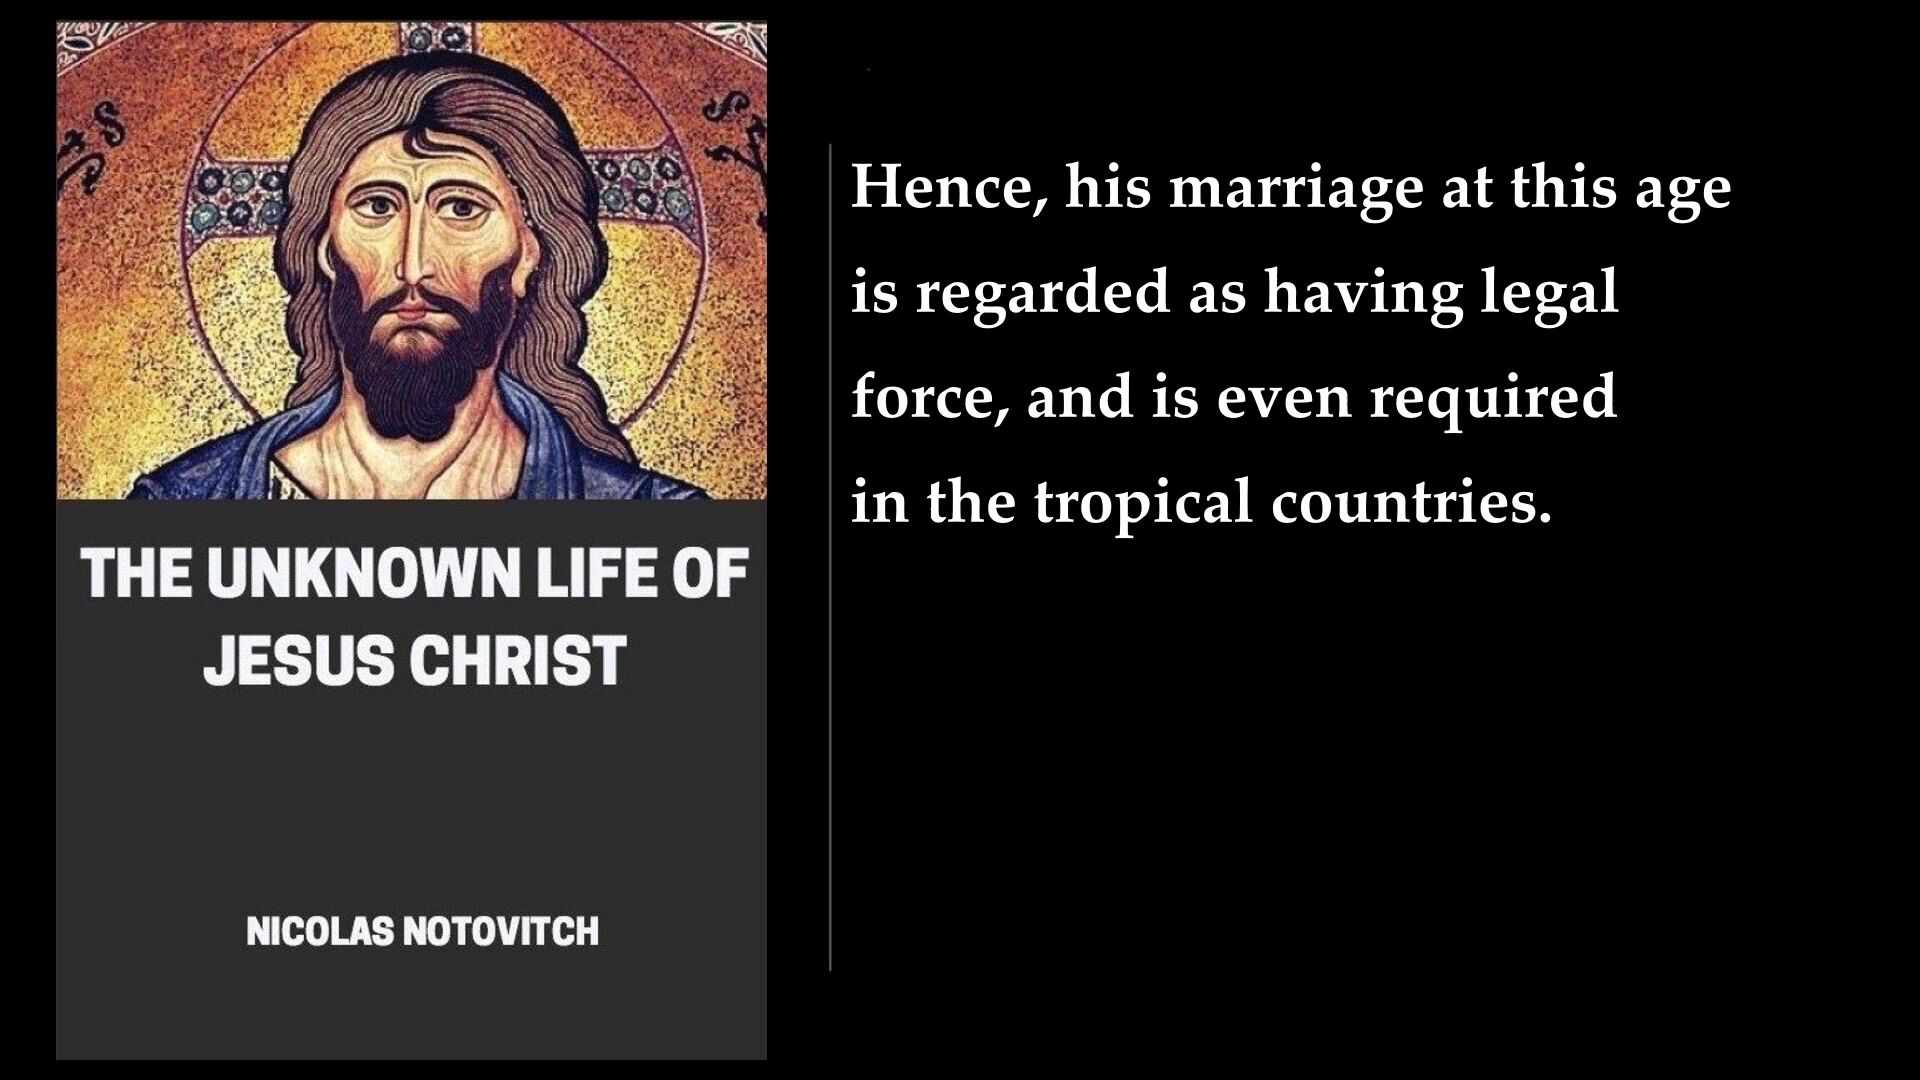 THE UNKNOWN LIFE OF
JESUS CHRIST
NICOLAS NOTOVITCH
Hence, his marriage at this age
is regarded as having legal
force, and is even required
in the tropical countries.